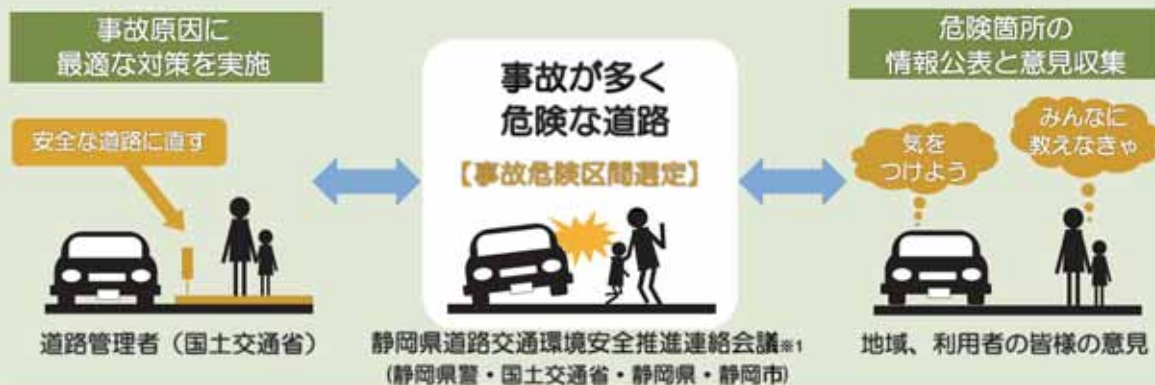 事故原因に
最適な対策を実施
安全な道路に直す
道路管理者（国土交通省）
事故が多く
危険な道路
【事故危険区間選定】
静岡県道路交通環境安全推進連絡会議※1
（静岡県警・国土交通省・静岡県・静岡市）
危険箇所の
情報公表と意見収集
気を
つけよう
みんなに
教えなきゃ
地域、利用者の皆様の意見